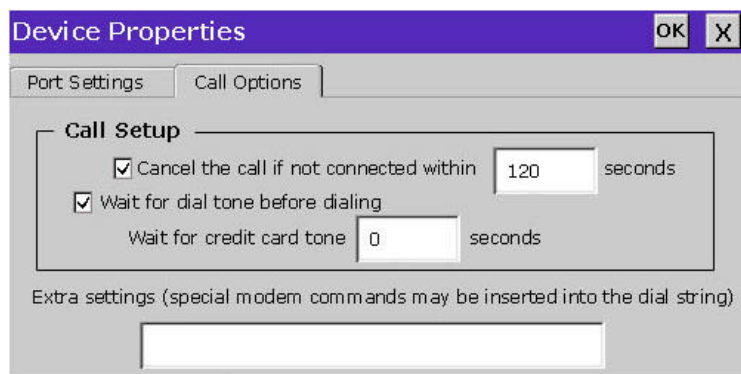 Device Properties OK X
Port Settings Call Options
Call Setup
Cancel the call if not connected within 120 seconds
Wait for dial tone before dialing
Wait for credit card tone 0 seconds
Extra settings (special modem commands may be inserted into the dial string)